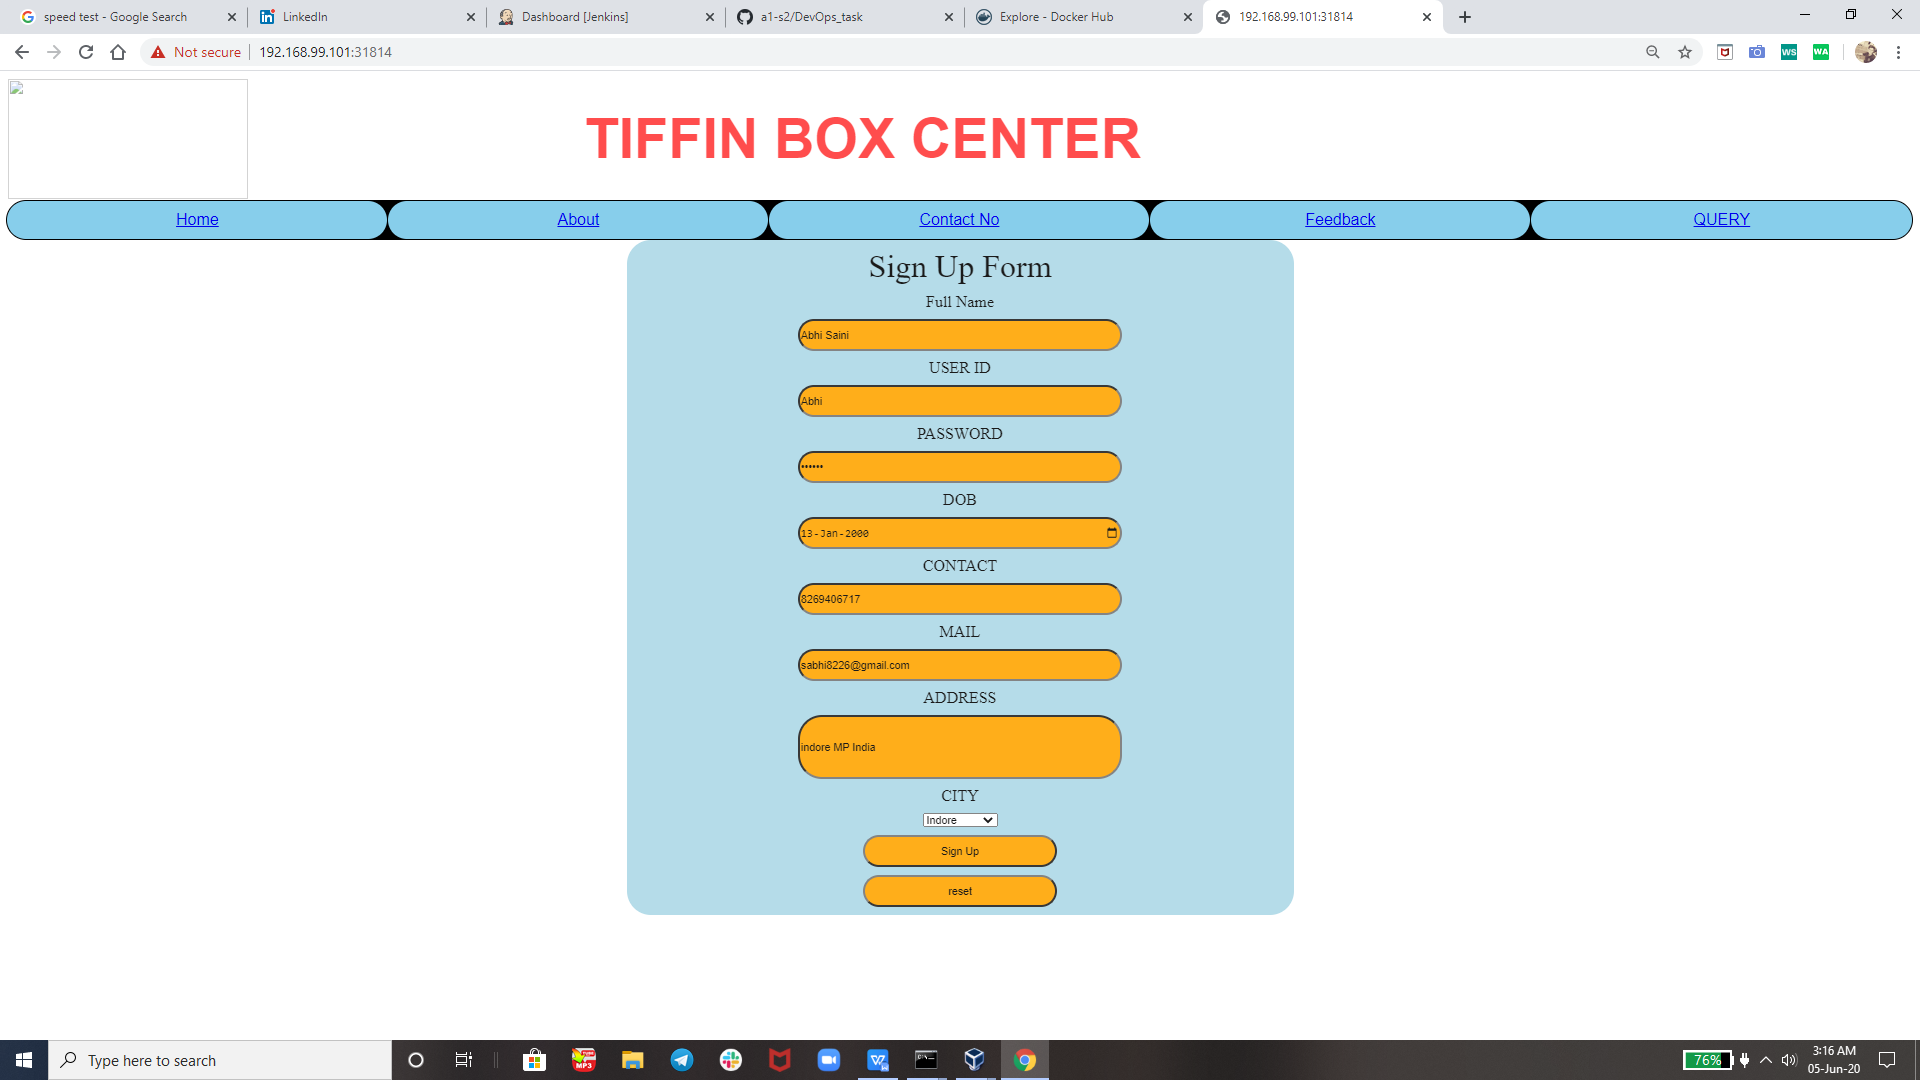 speed test - Google Search
LinkedIn
Dashboard [Jenkins]
a1-s2/DevOps_task
Explore - Docker Hub
192.168.99.101:31814
Not secure
192.168.99.101:31814
WS
WA
TIFFIN BOX CENTER
Home
About
Contact No
Feedback
QUERY
Sign Up Form
Full Name
Abhi Saini
USER ID
Abhi
PASSWORD
••••••
DOB
13-Jan-2000
CONTACT
8269406717
MAIL
sabhi8226@gmail.com
ADDRESS
indore MP India
CITY
Indore
Sign Up
reset
Type here to search
MP3
76%
3:16 AM
05-Jun-20